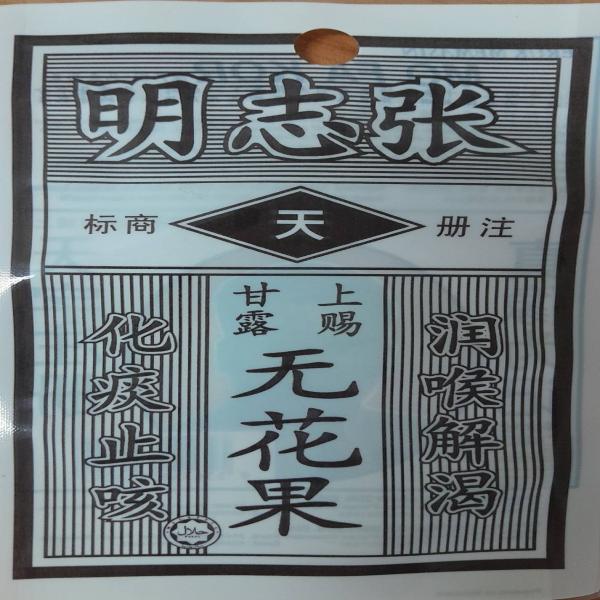 张志明
注册 天 商标
上赐
甘露
润喉解渴
无花果
化痰止咳
حلال